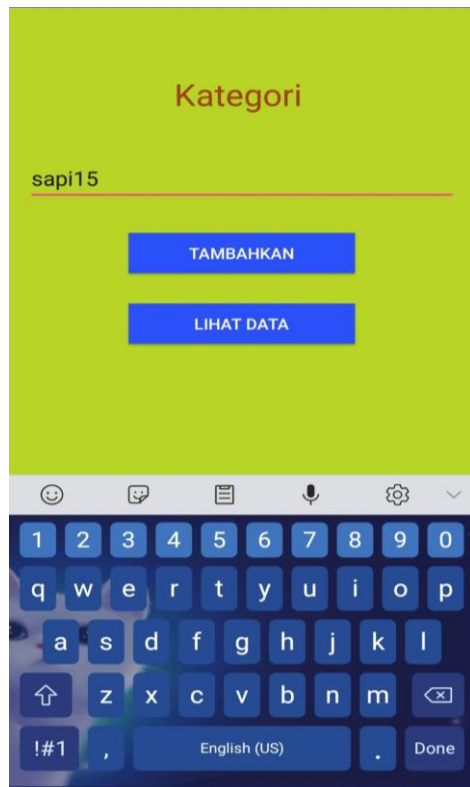 Kategori
sapi15
TAMBAHKAN
LIHAT DATA
1 2 3 4 5 6 7 8 9 0
q w e r t y u i o p
a s d f g h j k l
z x c v b n m
!#1 , English (US) . Done